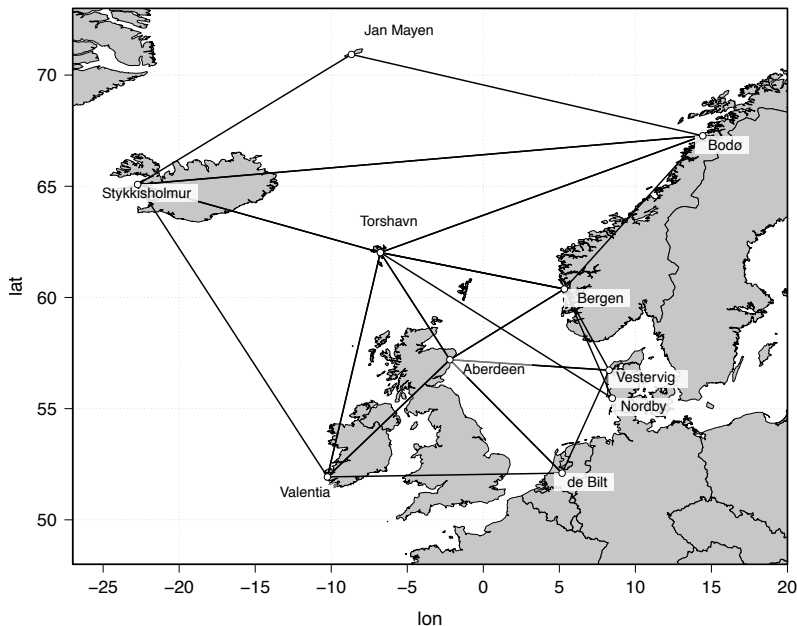 Jan Mayen
70
Bodø
65
Stykkisholmur
Torshavn
lat
60
Bergen
Aberdeen
Vestervig
55
Nordby
de Bilt
Valentia
50
−25 −20 −15 −10 −5 0 5 10 15 20
lon